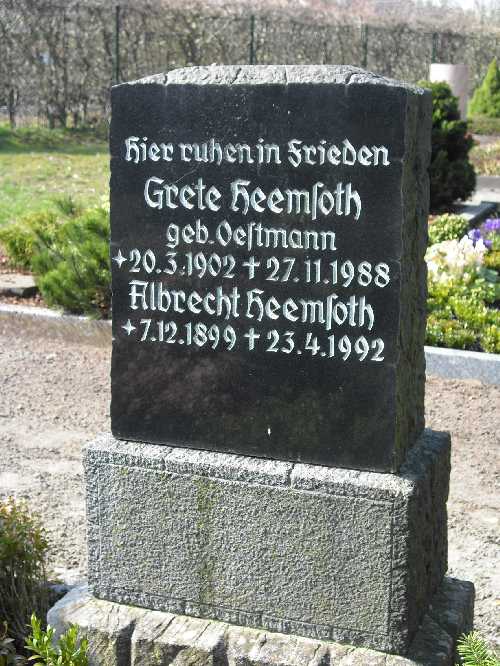 Hier ruhen in Frieden
Grete Heemſoth
geb. Oeſtmann
✶20.3.1902 ✝ 27.11.1988
Albrecht Heemſoth
✶7.12.1899 ✝ 23.4.1992